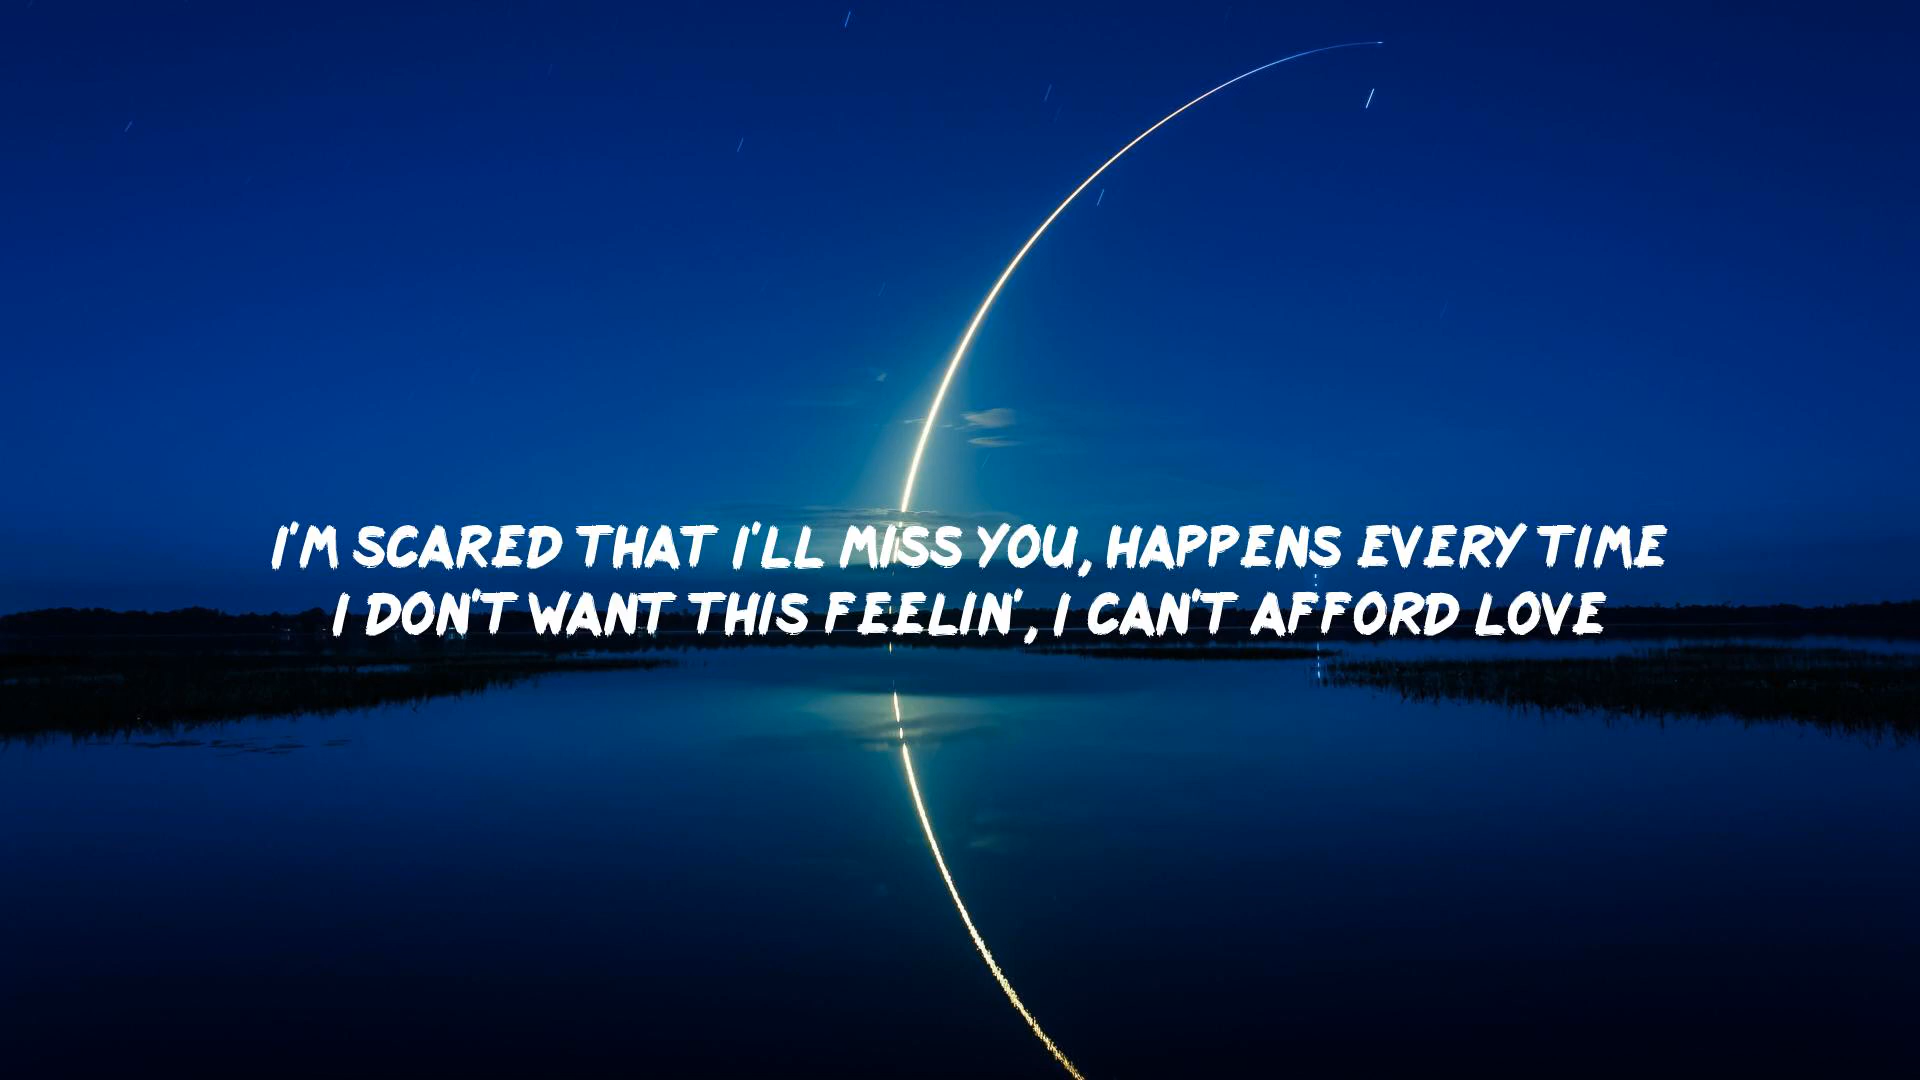 I'M SCARED THAT I'LL MISS YOU, HAPPENS EVERY TIME
I DON'T WANT THIS FEELIN', I CAN'T AFFORD LOVE